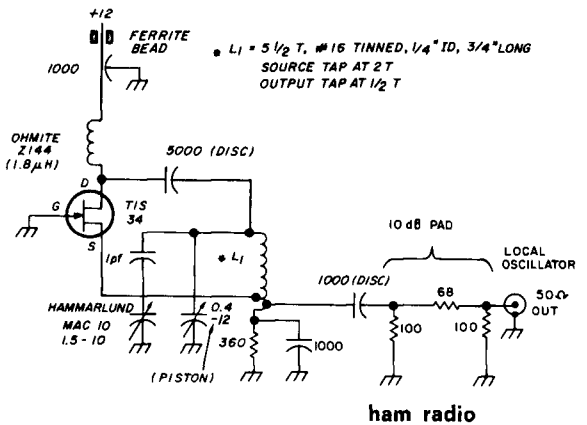 +12
FERRITE
BEAD
1000
* L1 = 5 1/2 T, #16 TINNED, 1/4" ID, 3/4" LONG
SOURCE TAP AT 2 T
OUTPUT TAP AT 1/2 T
OHMITE
Z144
(1.8μH)
5000 (DISC)
D
G
S
TIS
34
1pf
* L1
HAMMARLUND
MAC 10
1.5-10
0.4
-12
(PISTON)
360
1000
1000 (DISC)
10 dB PAD
68
100
100
LOCAL
OSCILLATOR
50Ω
OUT
ham radio